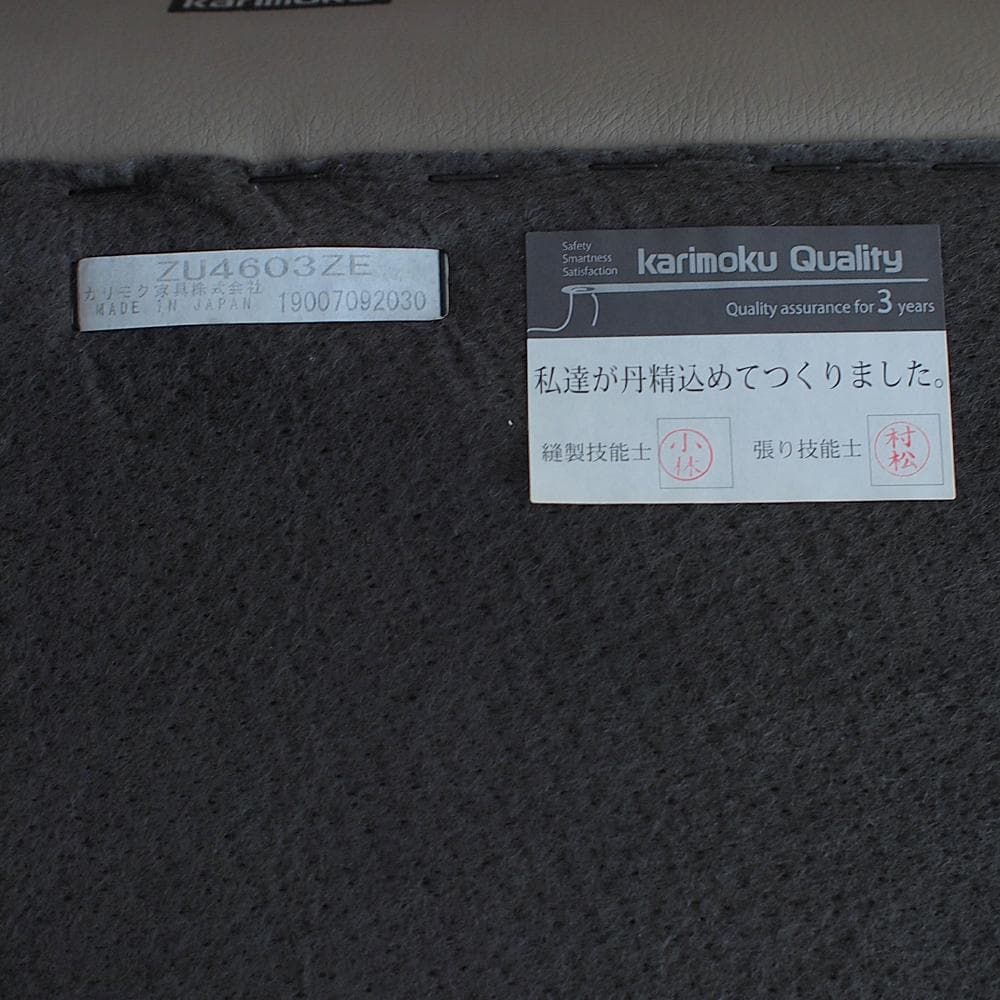 karimoku
ZU4603ZE
カリモク家具株式会社
MADE IN JAPAN 19007092030
Safety
Smartness
Satisfaction
karimoku Quality
Quality assurance for 3 years
私達が丹精込めてつくりました。
縫製技能士 小林 張り技能士 村松